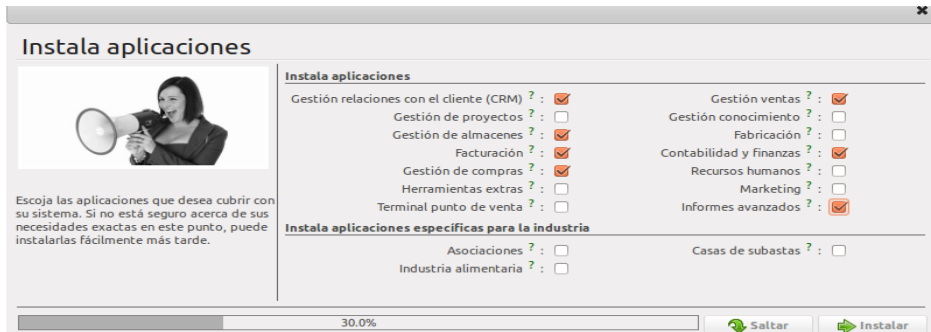 Instala aplicaciones
Escoja las aplicaciones que desea cubrir con
su sistema. Si no está seguro acerca de sus
necesidades exactas en este punto, puede
instalarlas fácilmente más tarde.
Instala aplicaciones
Gestión relaciones con el cliente (CRM) ? :
Gestión ventas ? :
Gestión de proyectos ? :
Gestión conocimiento ? :
Gestión de almacenes ? :
Fabricación ? :
Facturación ? :
Contabilidad y finanzas ? :
Gestión de compras ? :
Recursos humanos ? :
Herramientas extras ? :
Marketing ? :
Terminal punto de venta ? :
Informes avanzados ? :
Instala aplicaciones específicas para la industria
Asociaciones ? :
Casas de subastas ? :
Industria alimentaria ? :
30.0%
Saltar
Instalar